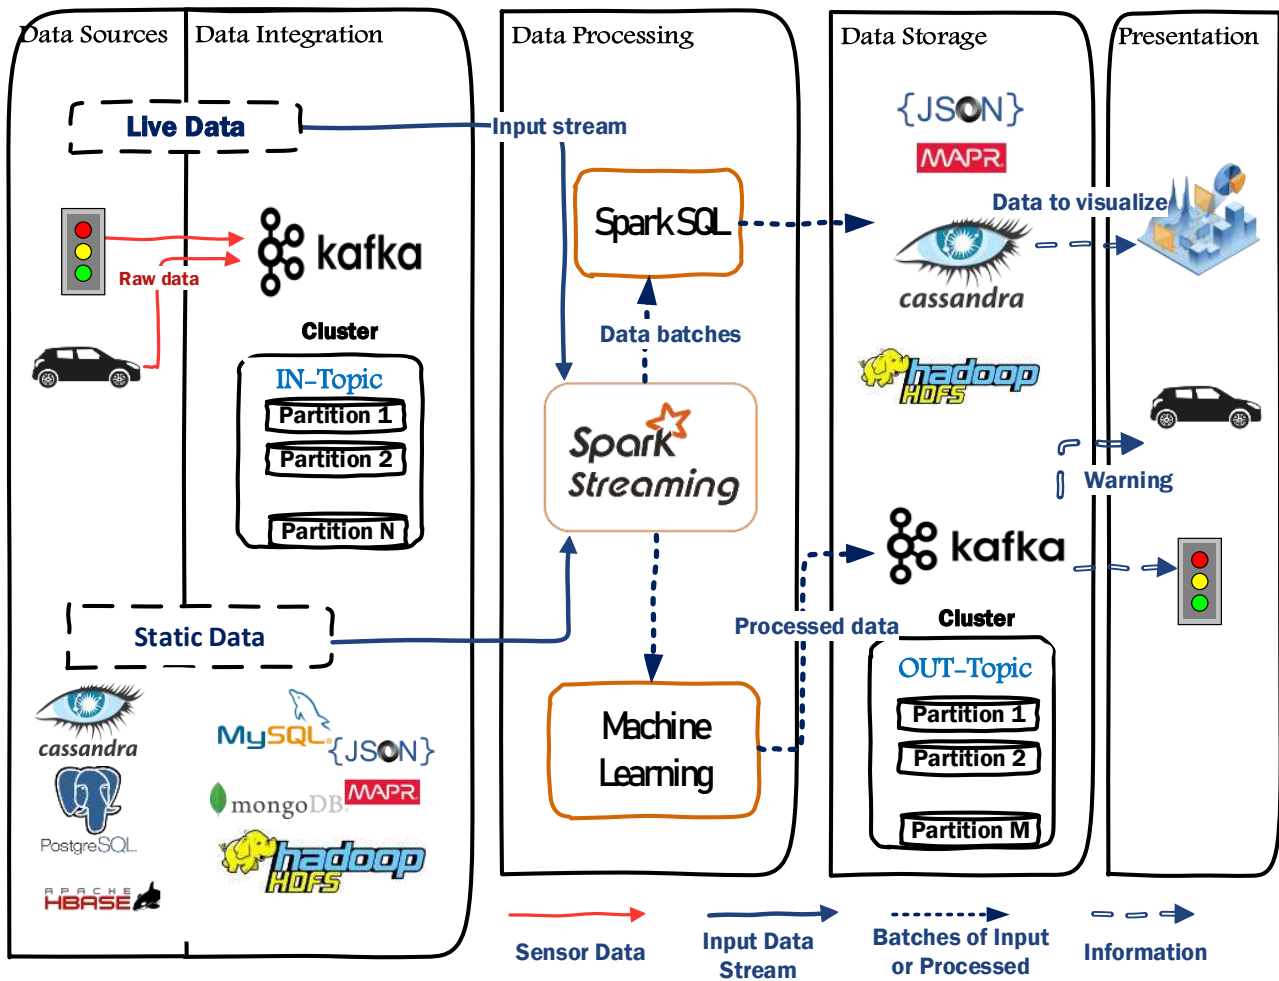 Data Sources
Data Integration
Data Processing
Data Storage
Presentation
Live Data
Input stream
{JSON}
MAPR
Spark SQL
Data to visualize
kafka
Raw data
cassandra
Cluster
Data batches
IN-Topic
Partition 1
Partition 2
Partition N
hadoop
HDFS
Spark
Streaming
Warning
kafka
Static Data
Processed data
Cluster
OUT-Topic
Partition 1
Partition 2
Partition M
cassandra
MySQL
{JSON}
Machine
Learning
mongoDB
MAPR
PostgreSQL
hadoop
HDFS
APACHE
HBASE
Sensor Data
Input Data
Stream
Batches of Input
or Processed
Information